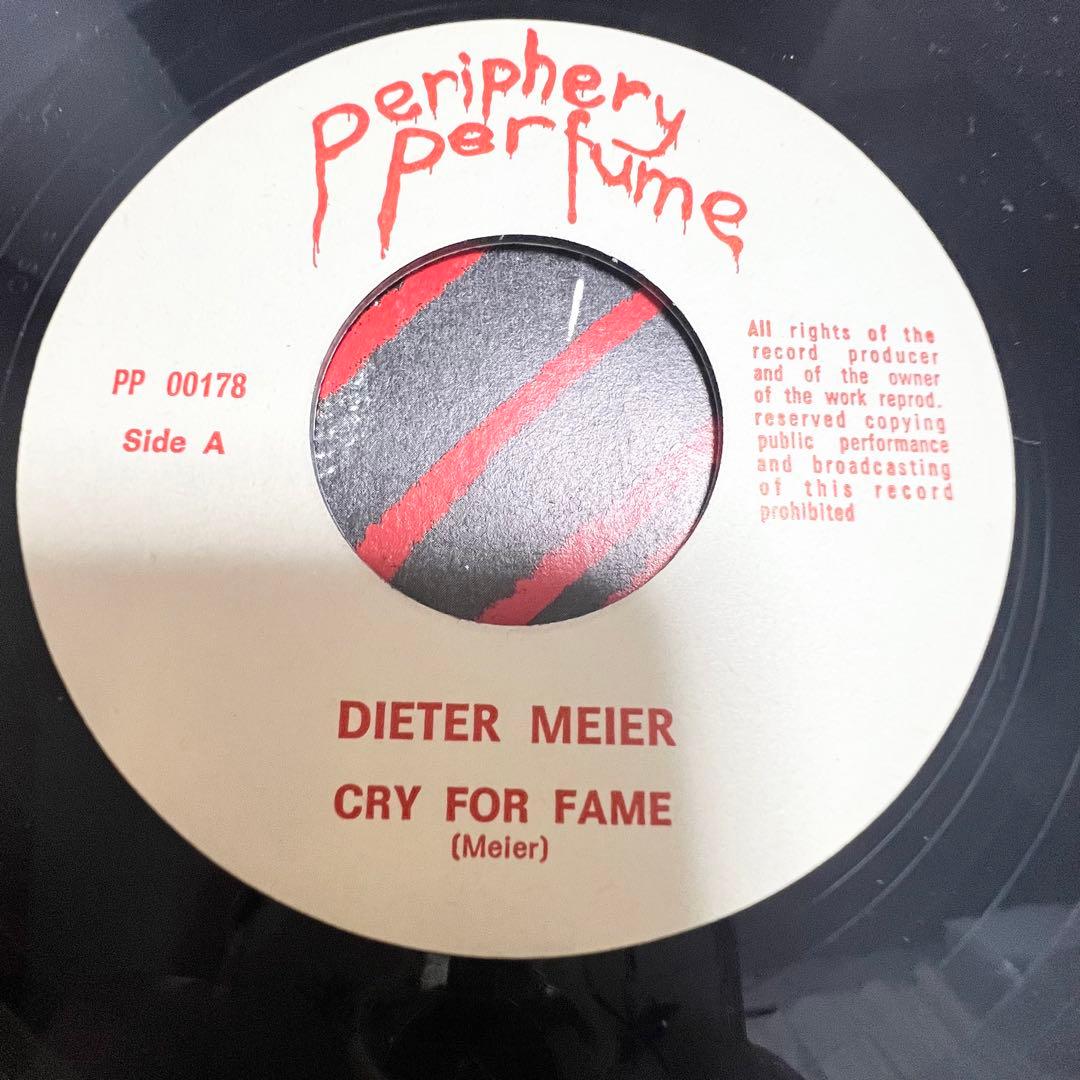 Periphery
Perfume
PP 00178
Side A
All rights of the
record producer
and of the owner
of the work reprod.
reserved copying
public performance
and broadcasting
of this record
prohibited
DIETER MEIER
CRY FOR FAME
(Meier)